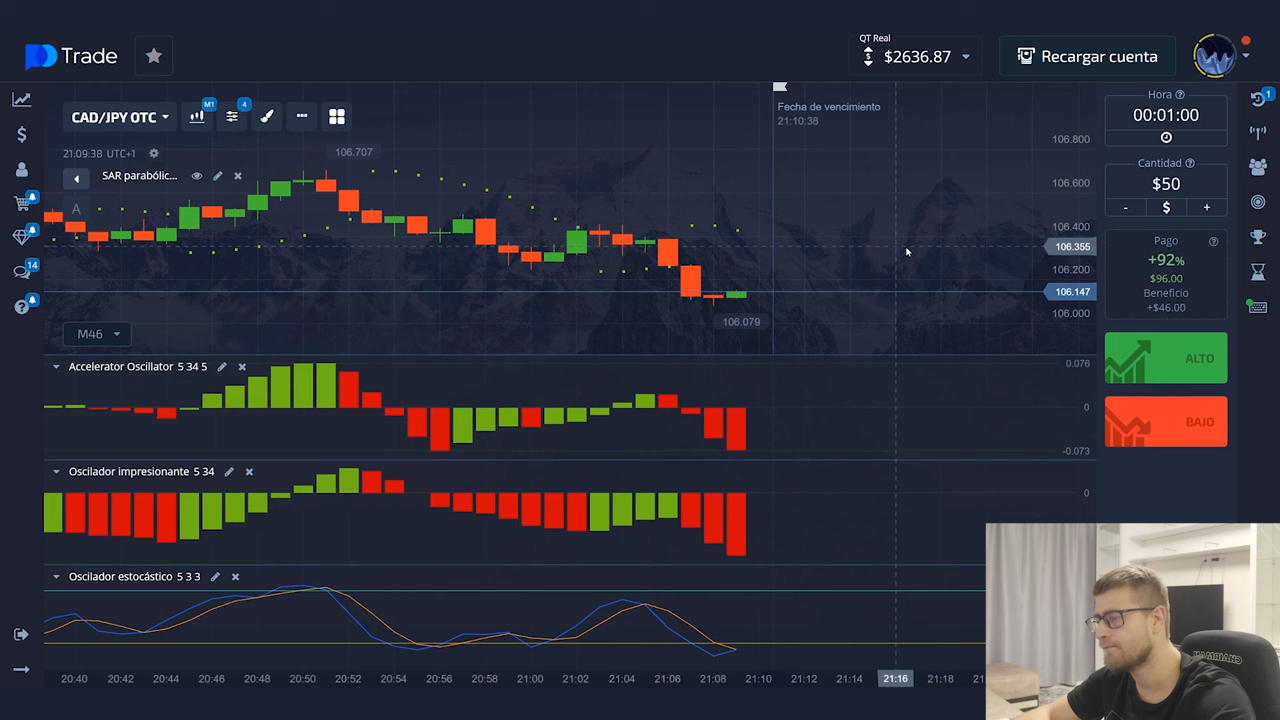 Trade
QT Real
$2636.87
Recargar cuenta
CAD/JPY OTC
M1
4
21:09:38 UTC+1
SAR parabólic...
A
106.707
Fecha de vencimiento
21:10:38
106.800
106.600
106.400
106.355
106.200
106.147
106.000
106.079
M46
Hora
00:01:00
Cantidad
$50
-
$
+
Pago
+92%
$96.00
Beneficio
+$46.00
ALTO
BAJO
1
14
Accelerator Oscillator 5 34 5
0.076
0
-0.073
Oscilador impresionante 5 34
0
Oscilador estocástico 5 3 3
20:40 20:42 20:44 20:46 20:48 20:50 20:52 20:54 20:56 20:58 21:00 21:02 21:04 21:06 21:08 21:10 21:12 21:14 21:16 21:18
CHAIRMAN